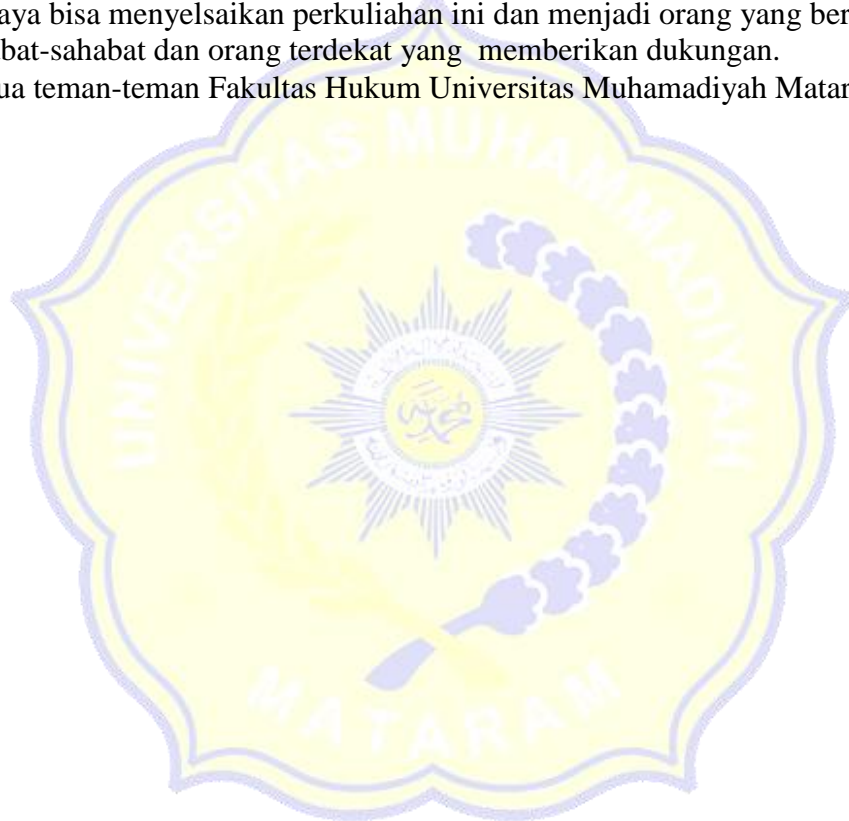 aya bisa menyelsaikan perkuliahan ini dan menjadi orang yang ber
bat-sahabat dan orang terdekat yang memberikan dukungan.
ua teman-teman Fakultas Hukum Universitas Muhamadiyah Matar
UNIVERSITAS MUHAMMADIYAH
MATARAM